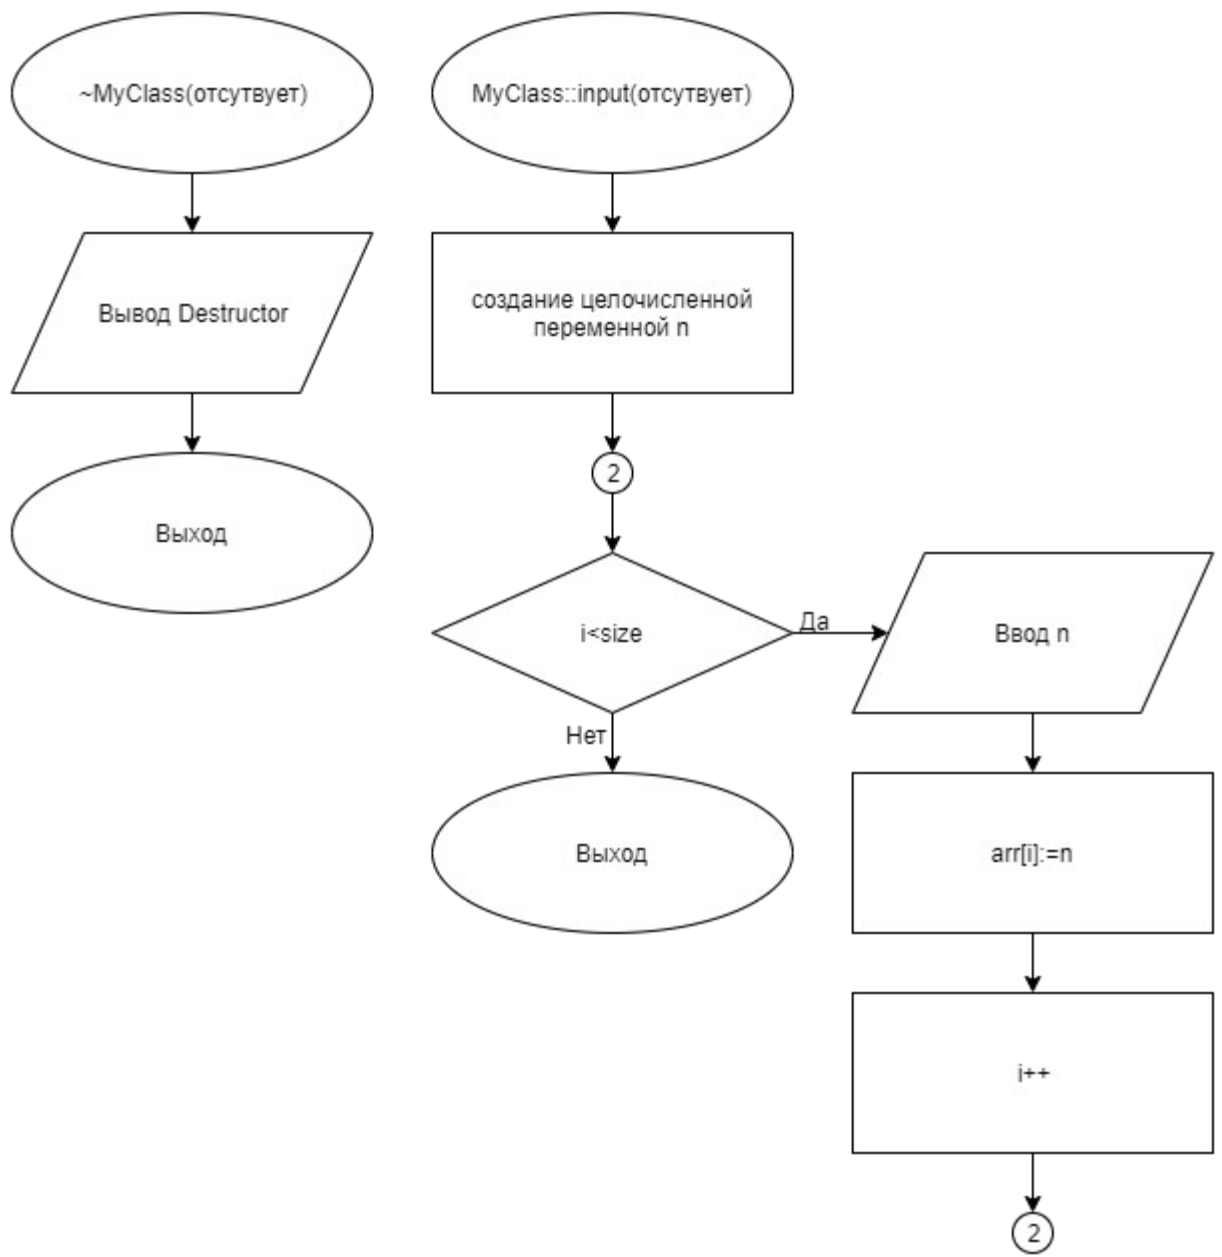 ~MyClass(отсутвует)
Вывод Destructor
Выход
MyClass::input(отсутвует)
создание целочисленной
переменной n
2
i<size
Да
Нет
Выход
Ввод n
arr[i]:=n
i++
2